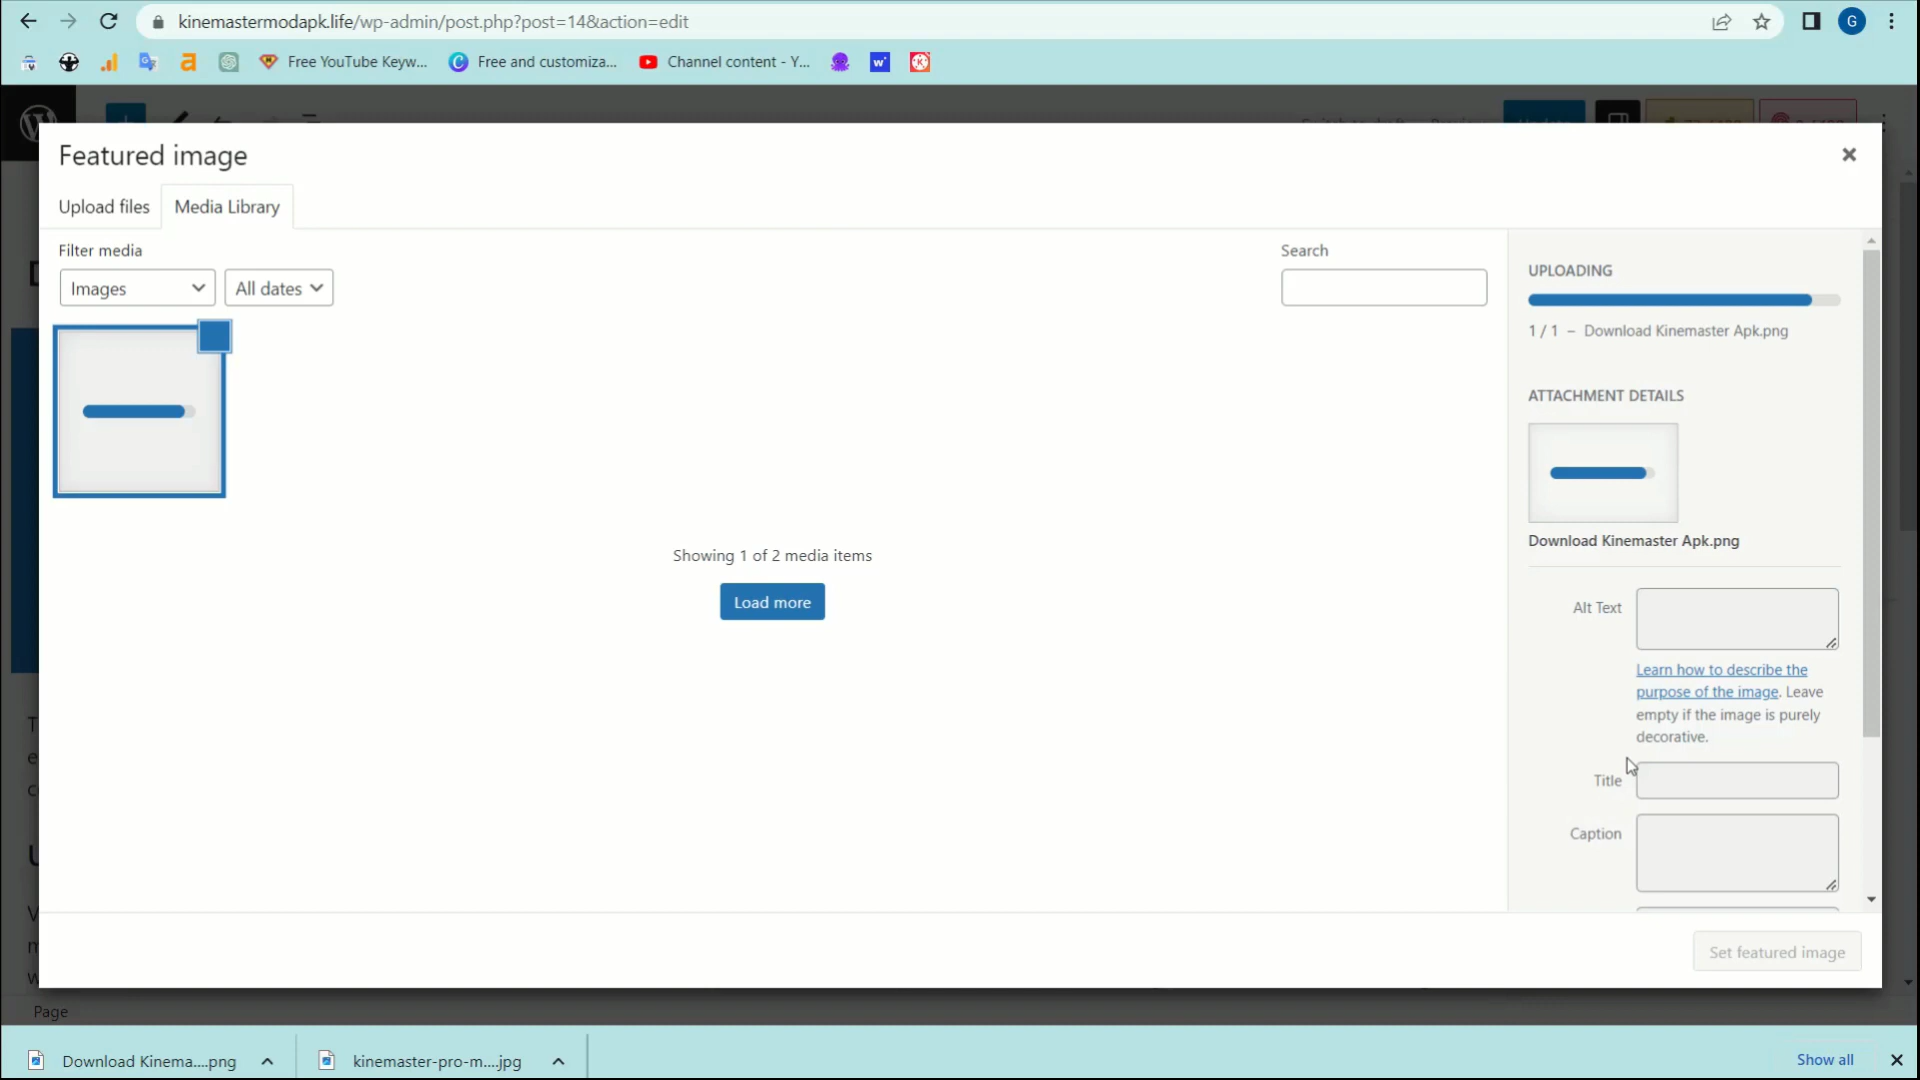 kinemastermodapk.life/wp-admin/post.php?post=14&action=edit
G
Free YouTube Keyw...
Free and customiza...
Channel content - Y...
Featured image
Upload files
Media Library
Filter media
Search
Images
All dates
UPLOADING
1 / 1 – Download Kinemaster Apk.png
ATTACHMENT DETAILS
Download Kinemaster Apk.png
Showing 1 of 2 media items
Load more
Alt Text
Learn how to describe the
purpose of the image. Leave
empty if the image is purely
decorative.
Title
Caption
Set featured image
Page
Download Kinema....png
kinemaster-pro-m....jpg
Show all